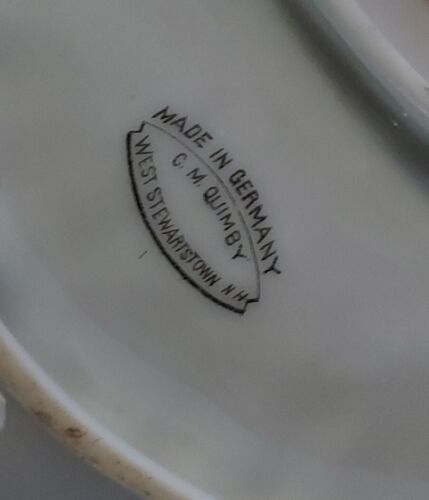 MADE IN GERMANY
C. M. QUIMBY
WEST STEWARTSTOWN N H